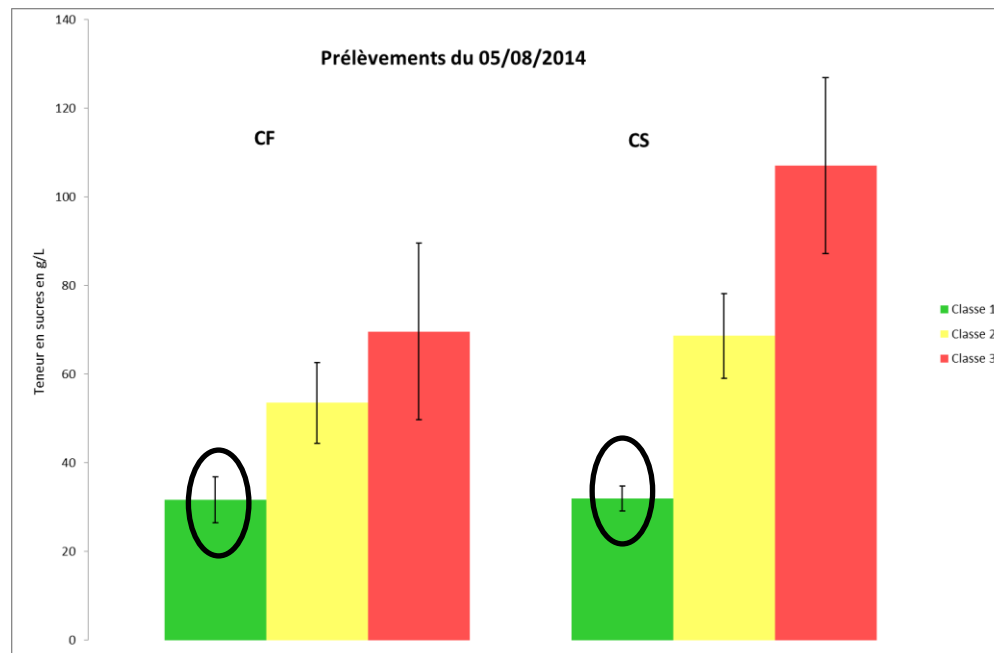 Prélèvements du 05/08/2014
CF
CS
Teneur en sucres en g/L
140
120
100
80
60
40
20
0
Classe 1
Classe 2
Classe 3